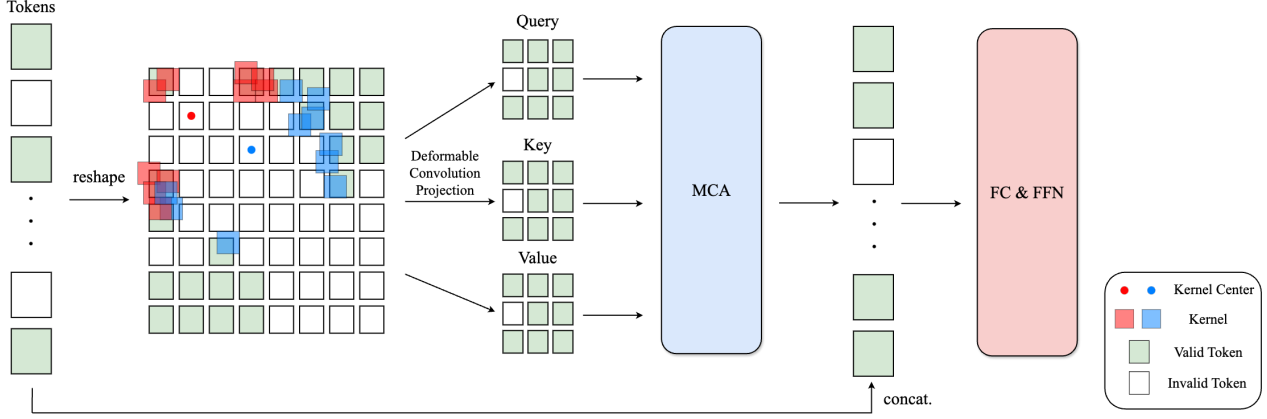 Tokens
reshape
Deformable
Convolution
Projection
Query
Key
Value
MCA
concat.
FC & FFN
Kernel Center
Kernel
Valid Token
Invalid Token